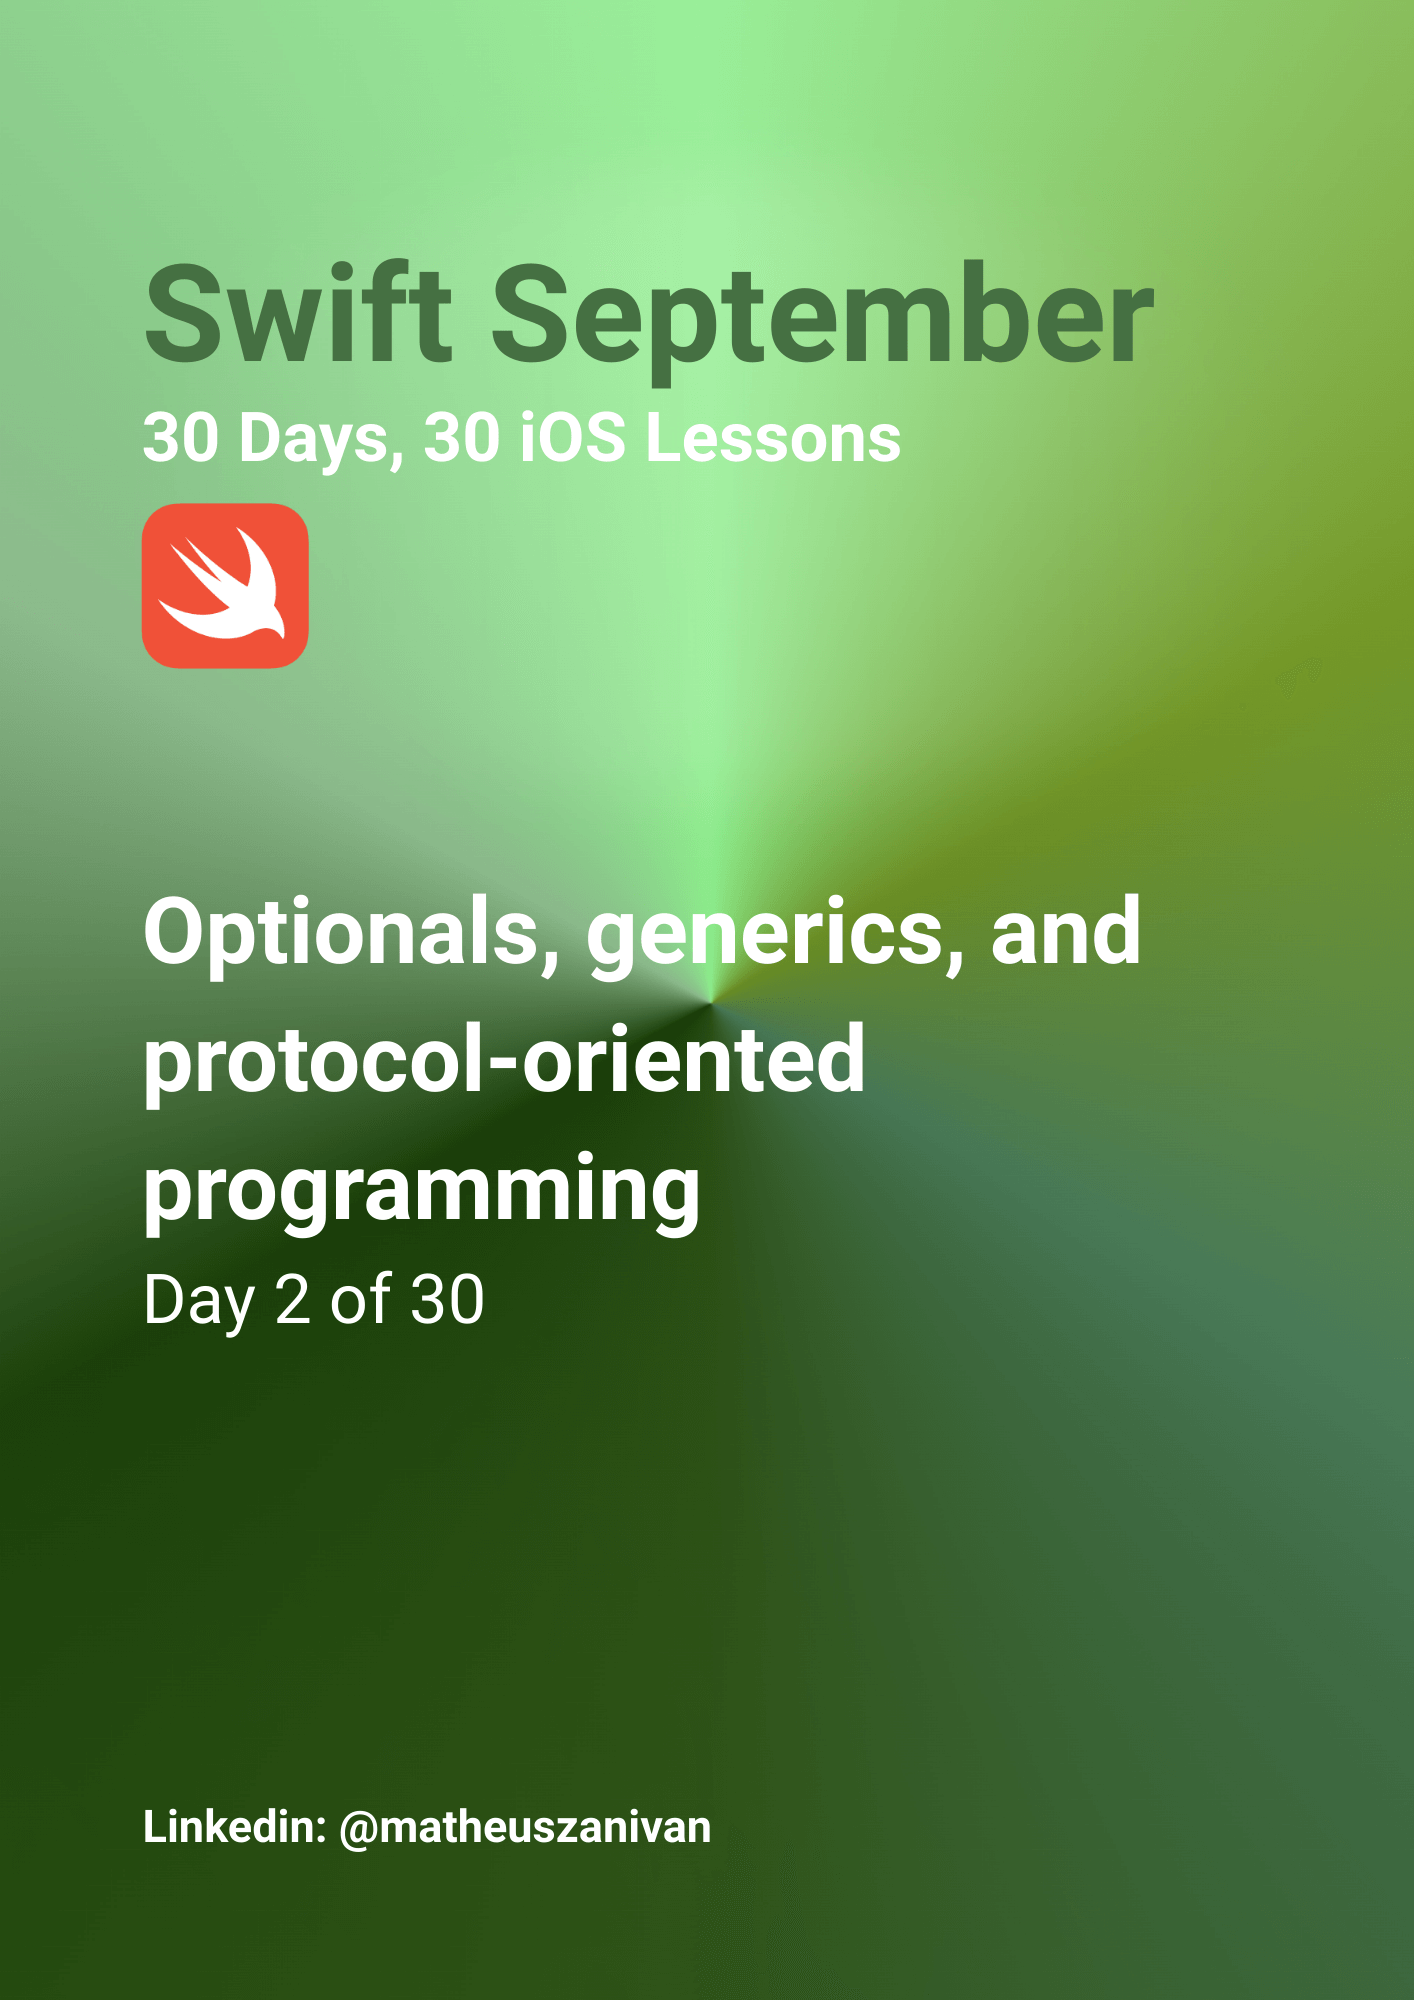 Swift September
30 Days, 30 iOS Lessons
Optionals, generics, and
protocol-oriented
programming
Day 2 of 30
Linkedin: @matheuszanivan